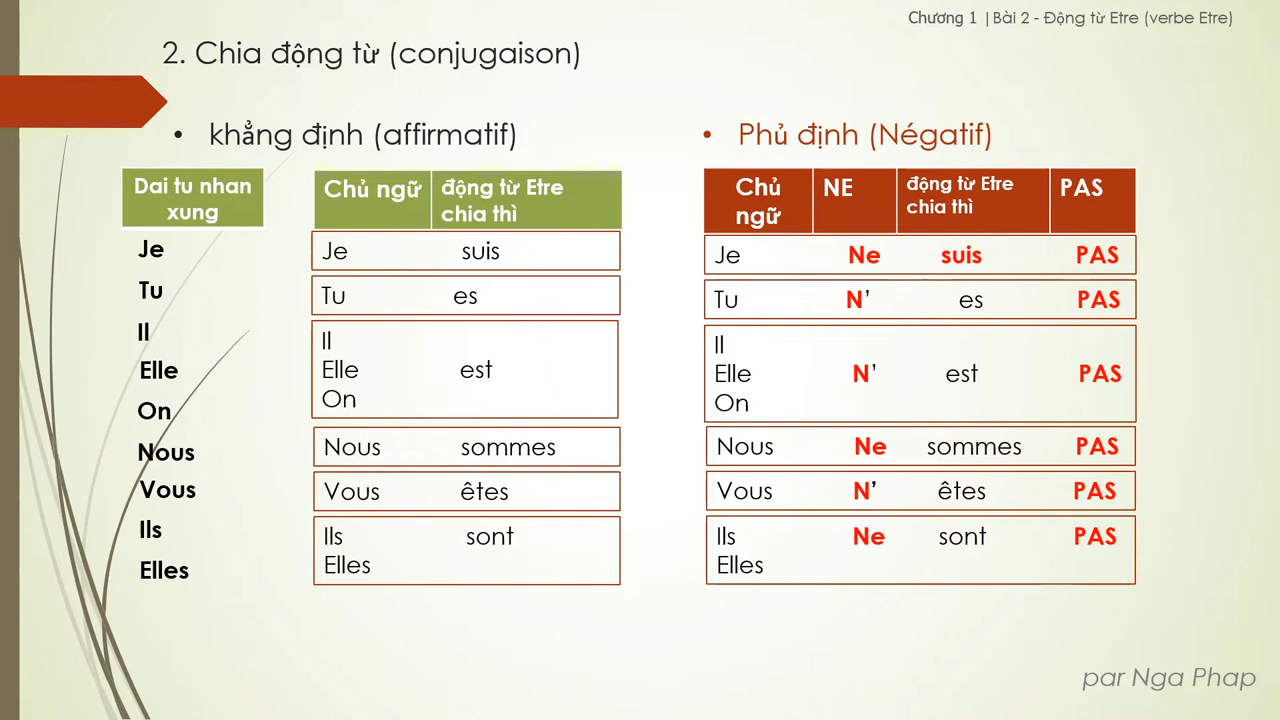 Chương 1 |Bài 2 - Động từ Etre (verbe Etre)
2. Chia động từ (conjugaison)
• khẳng định (affirmatif)
Dai tu nhan
xung
Je
Tu
Il
Elle
On
Nous
Vous
Ils
Elles
Chủ ngữ động từ Etre
chia thì
Je suis
Tu es
Il
Elle est
On
Nous sommes
Vous êtes
Ils sont
Elles
• Phủ định (Négatif)
Chủ
ngữ
NE
động từ Etre
chia thì
PAS
Je Ne suis PAS
Tu N’ es PAS
Il
Elle N’ est PAS
On
Nous Ne sommes PAS
Vous N’ êtes PAS
Ils Ne sont PAS
Elles
par Nga Phap